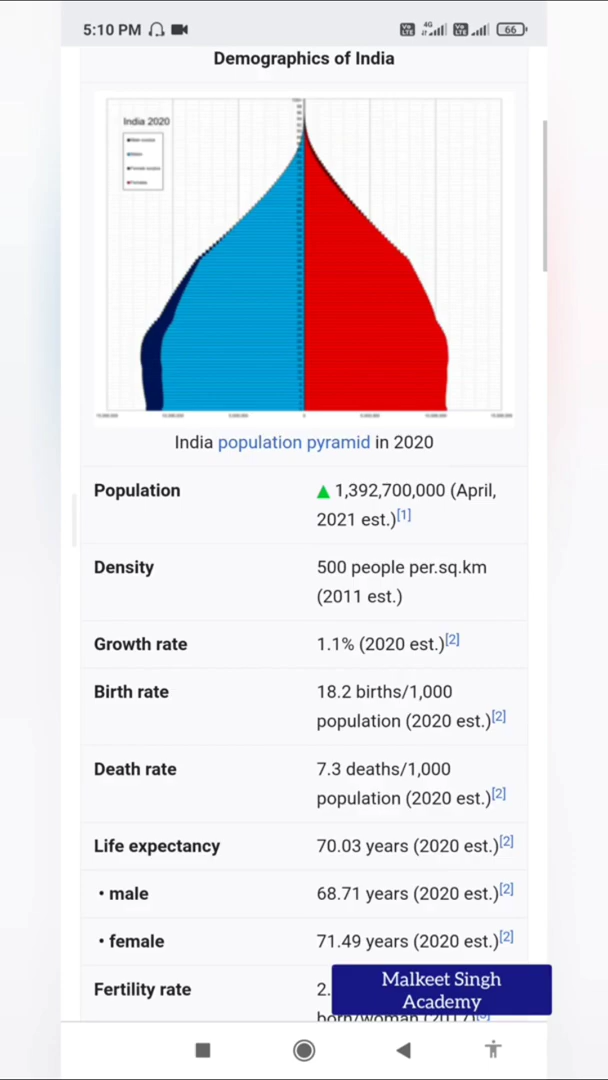 5:10 PM
4G
66
Demographics of India
India 2020
India population pyramid in 2020
Population
▲ 1,392,700,000 (April,
2021 est.)[1]
Density
500 people per.sq.km
(2011 est.)
Growth rate
1.1% (2020 est.)[2]
Birth rate
18.2 births/1,000
population (2020 est.)[2]
Death rate
7.3 deaths/1,000
population (2020 est.)[2]
Life expectancy
70.03 years (2020 est.)[2]
• male
68.71 years (2020 est.)[2]
• female
71.49 years (2020 est.)[2]
Fertility rate
2.
Malkeet Singh
Academy